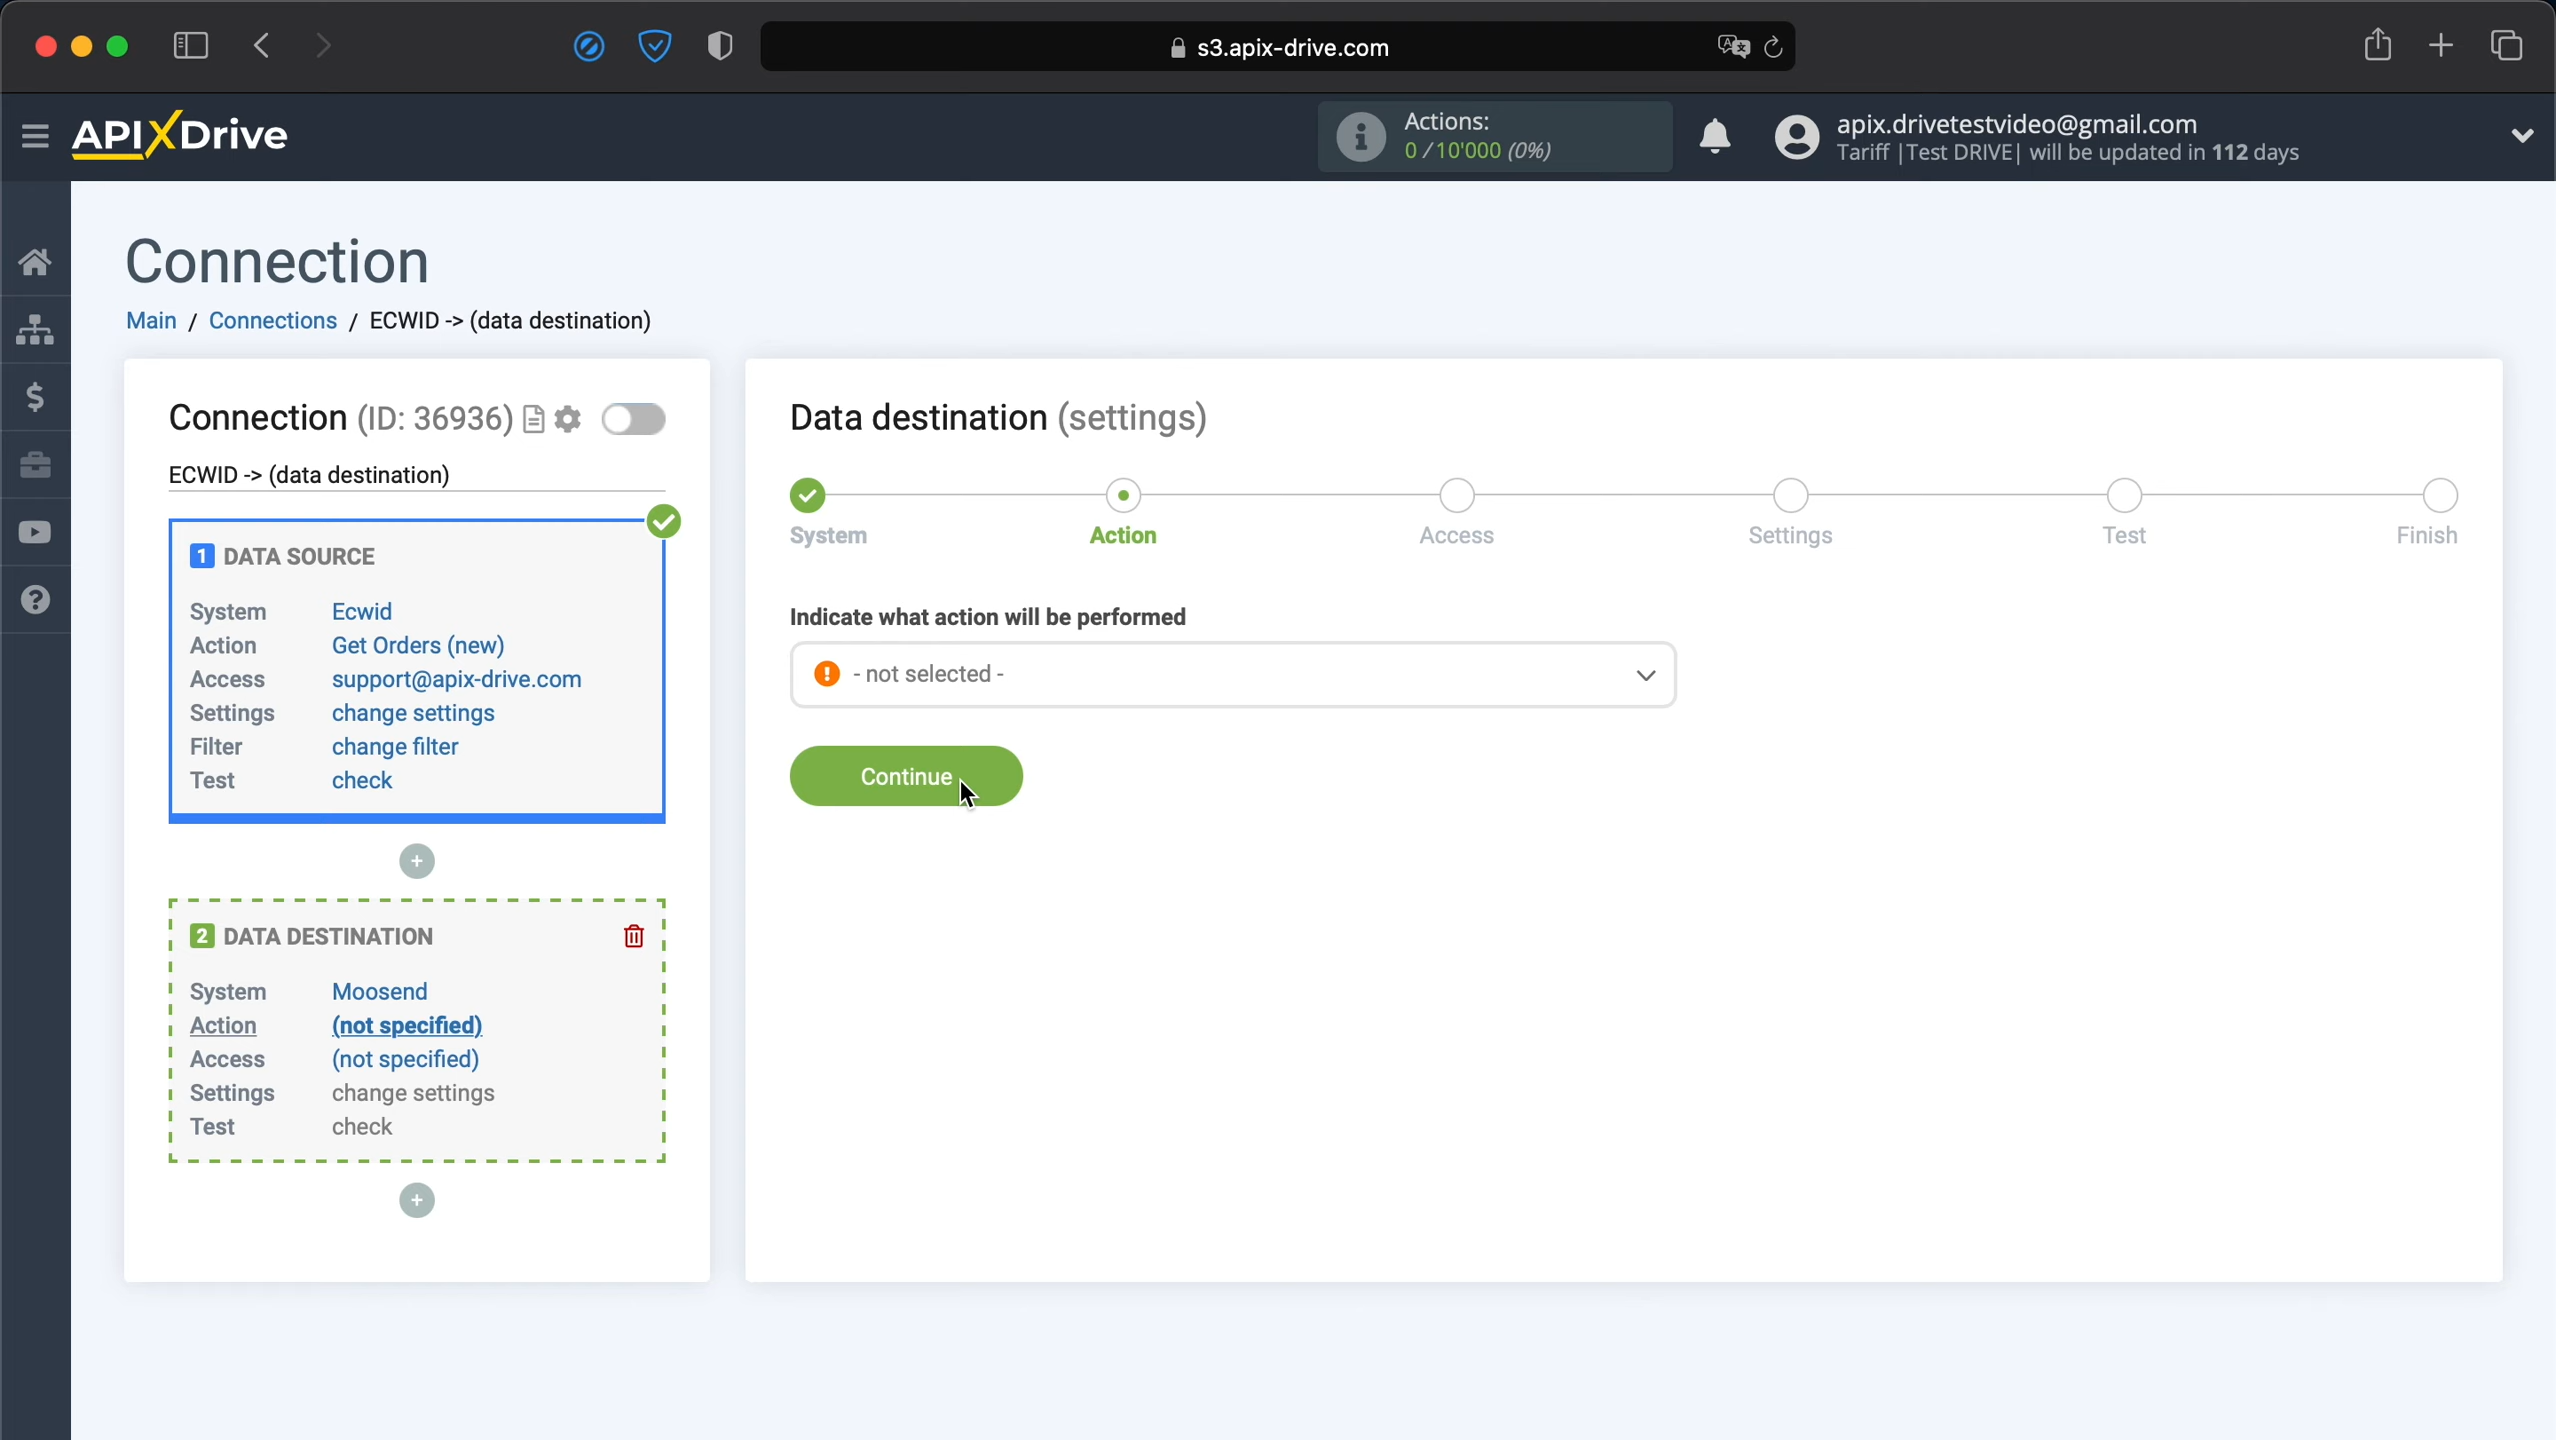 s3.apix-drive.com
APIXDrive
Actions:
0 / 10'000 (0%)
apix.drivetestvideo@gmail.com
Tariff |Test DRIVE| will be updated in 112 days
Connection
Main / Connections / ECWID -> (data destination)
Connection (ID: 36936)
ECWID -> (data destination)
1 DATA SOURCE
System Ecwid
Action Get Orders (new)
Access support@apix-drive.com
Settings change settings
Filter change filter
Test check
+
2 DATA DESTINATION
System Moosend
Action (not specified)
Access (not specified)
Settings change settings
Test check
+
Data destination (settings)
System Action Access Settings Test Finish
Indicate what action will be performed
- not selected -
Continue